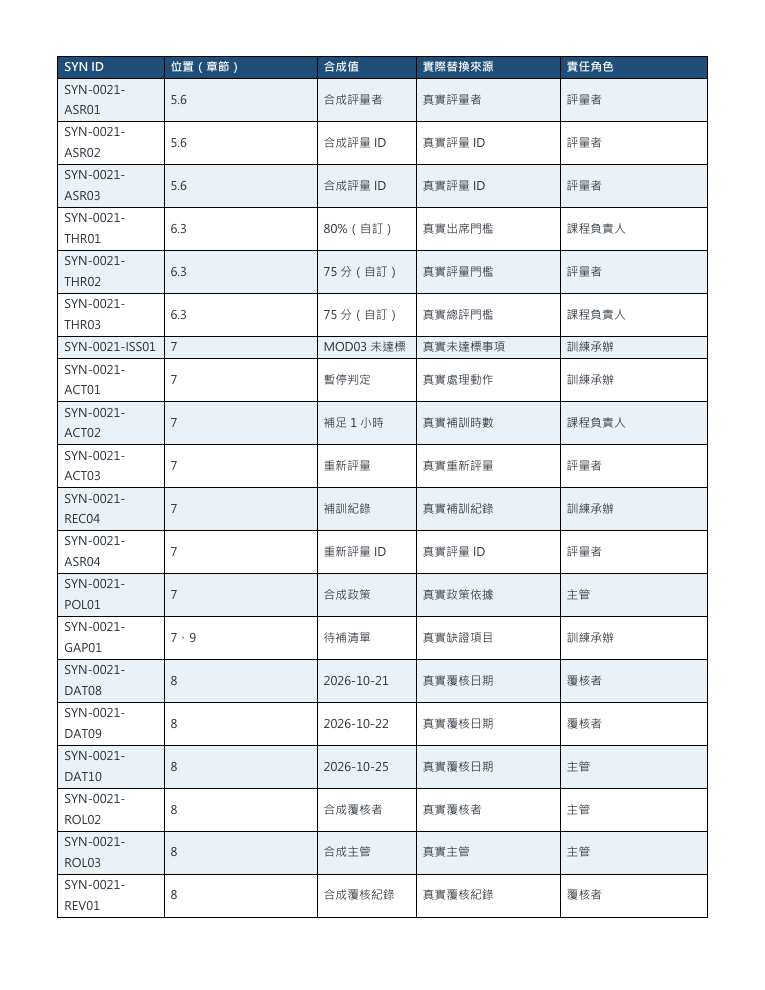 SYN ID 位置（章節） 合成值 實際替換來源 責任角色
SYN-0021-
ASR01 5.6 合成評量者 真實評量者 評量者
SYN-0021-
ASR02 5.6 合成評量 ID 真實評量 ID 評量者
SYN-0021-
ASR03 5.6 合成評量 ID 真實評量 ID 評量者
SYN-0021-
THR01 6.3 80%（自訂） 真實出席門檻 課程負責人
SYN-0021-
THR02 6.3 75 分（自訂） 真實評量門檻 評量者
SYN-0021-
THR03 6.3 75 分（自訂） 真實總評門檻 課程負責人
SYN-0021-ISS01 7 MOD03 未達標 真實未達標事項 訓練承辦
SYN-0021-
ACT01 7 暫停判定 真實處理動作 訓練承辦
SYN-0021-
ACT02 7 補足 1 小時 真實補訓時數 課程負責人
SYN-0021-
ACT03 7 重新評量 真實重新評量 評量者
SYN-0021-
REC04 7 補訓紀錄 真實補訓紀錄 訓練承辦
SYN-0021-
ASR04 7 重新評量 ID 真實評量 ID 評量者
SYN-0021-
POL01 7 合成政策 真實政策依據 主管
SYN-0021-
GAP01 7、9 待補清單 真實缺證項目 訓練承辦
SYN-0021-
DAT08 8 2026-10-21 真實覆核日期 覆核者
SYN-0021-
DAT09 8 2026-10-22 真實覆核日期 覆核者
SYN-0021-
DAT10 8 2026-10-25 真實覆核日期 主管
SYN-0021-
ROL02 8 合成覆核者 真實覆核者 主管
SYN-0021-
ROL03 8 合成主管 真實主管 主管
SYN-0021-
REV01 8 合成覆核紀錄 真實覆核紀錄 覆核者